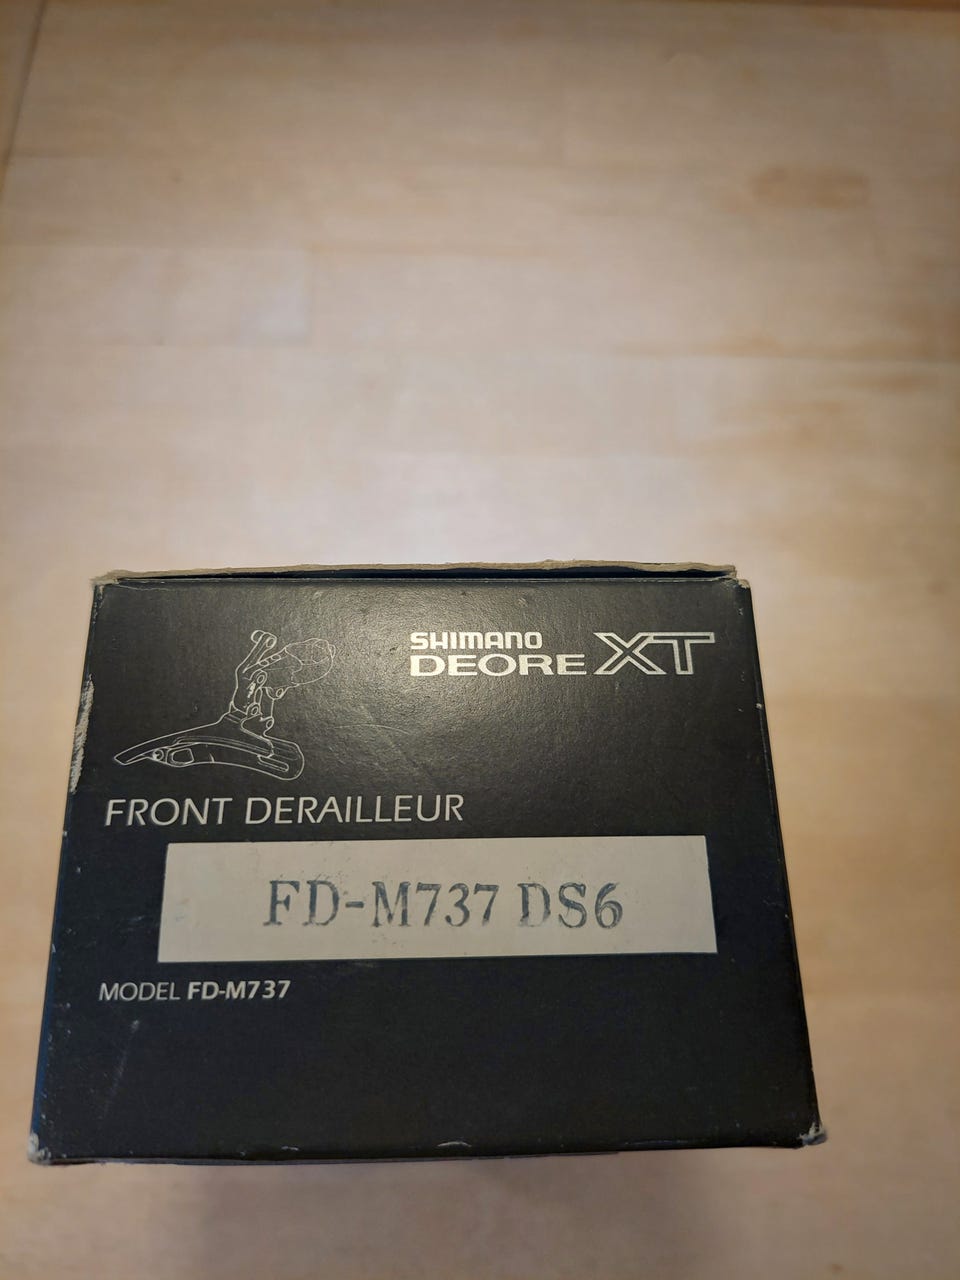 SHIMANO
DEORE XT
FRONT DERAILLEUR
FD-M737 DS6
MODEL FD-M737